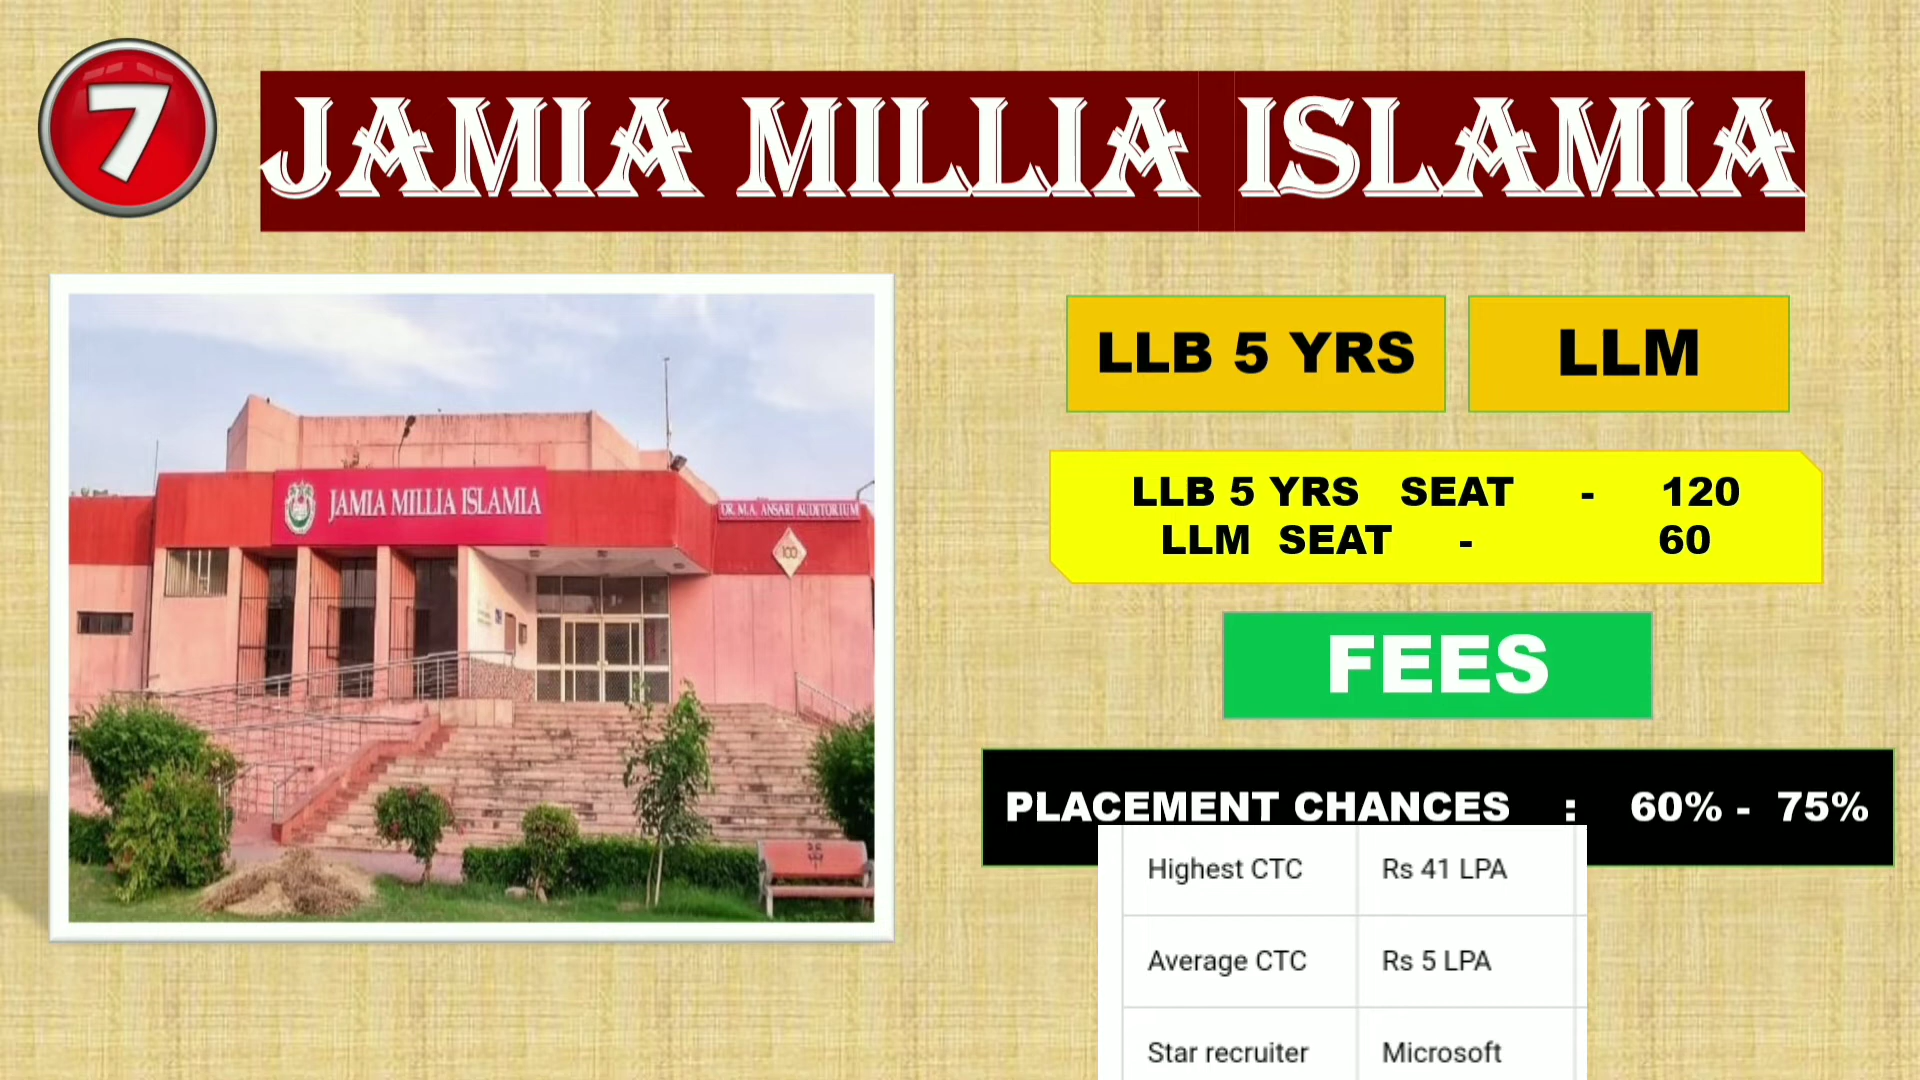 7
JAMIA MILLIA ISLAMIA
JAMIA MILLIA ISLAMIA
DR. M.A. ANSARI AUDITORIUM
100
LLB 5 YRS
LLM
LLB 5 YRS SEAT - 120
LLM SEAT - 60
FEES
PLACEMENT CHANCES : 60% - 75%
Highest CTC Rs 41 LPA
Average CTC Rs 5 LPA
Star recruiter Microsoft